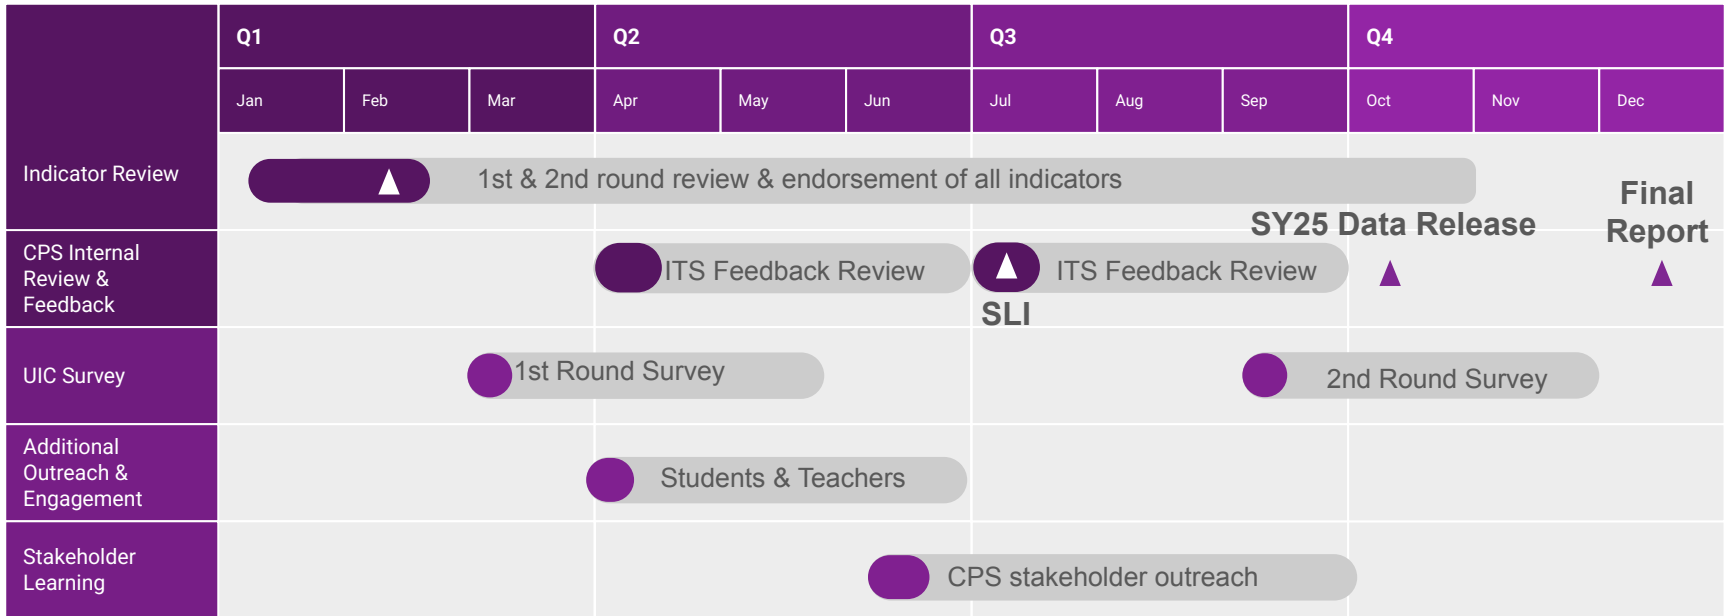 Q1
Q2
Q3
Q4
Jan
Feb
Mar
Apr
May
Jun
Jul
Aug
Sep
Oct
Nov
Dec
Indicator Review
1st & 2nd round review & endorsement of all indicators
SY25 Data Release
Final
Report
CPS Internal
Review &
Feedback
ITS Feedback Review
ITS Feedback Review
SLI
UIC Survey
1st Round Survey
2nd Round Survey
Additional
Outreach &
Engagement
Students & Teachers
Stakeholder
Learning
CPS stakeholder outreach